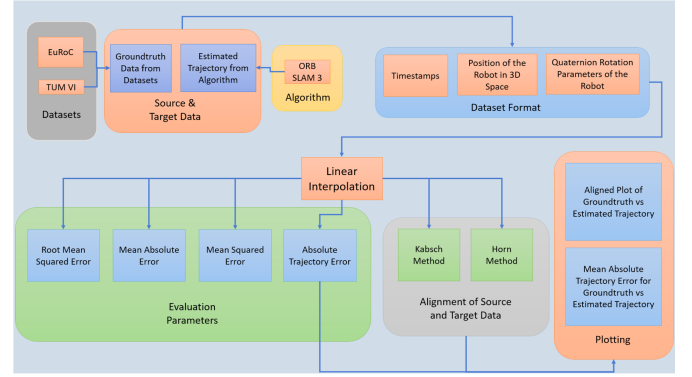 EuRoC
TUM VI
Datasets
Groundtruth
Data from
Datasets
Estimated
Trajectory from
Algorithm
Source &
Target Data
ORB
SLAM 3
Algorithm
Timestamps
Position of the
Robot in 3D
Space
Quaternion Rotation
Parameters of the
Robot
Dataset Format
Linear
Interpolation
Root Mean
Squared Error
Mean Absolute
Error
Mean Squared
Error
Absolute
Trajectory Error
Evaluation
Parameters
Kabsch
Method
Horn
Method
Alignment of Source
and Target Data
Aligned Plot of
Groundtruth vs
Estimated Trajectory
Mean Absolute
Trajectory Error for
Groundtruth vs
Estimated Trajectory
Plotting